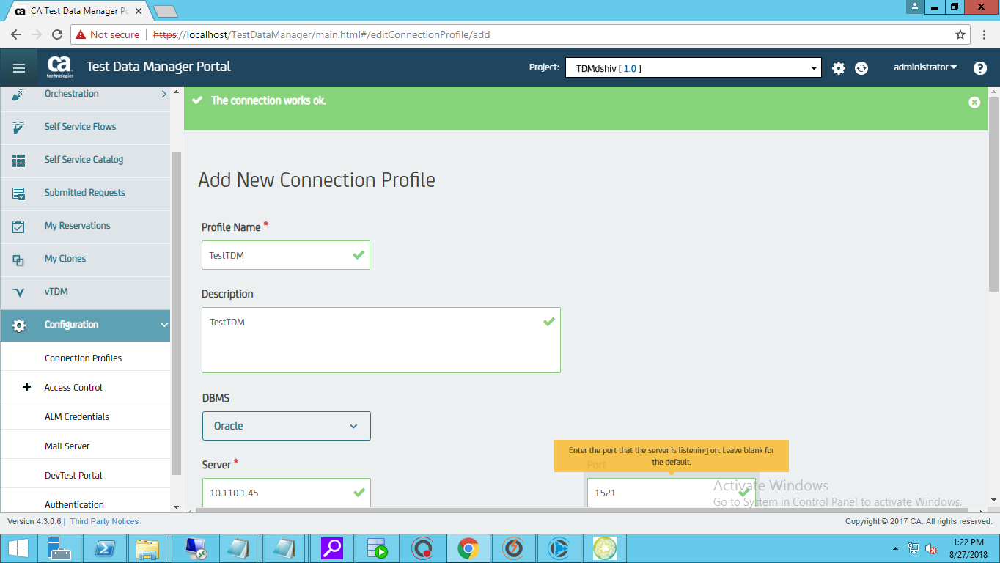 CA Test Data Manager Po
Not secure
https://localhost/TestDataManager/main.html#/editConnectionProfile/add
ca
technologies
Test Data Manager Portal
Project:
TDMdshiv [ 1.0 ]
administrator
?
Orchestration
Self Service Flows
Self Service Catalog
Submitted Requests
My Reservations
My Clones
vTDM
Configuration
Connection Profiles
Access Control
ALM Credentials
Mail Server
DevTest Portal
Authentication
The connection works ok.
Add New Connection Profile
Profile Name *
TestTDM
Description
TestTDM
DBMS
Oracle
Enter the port that the server is listening on. Leave blank for
the default.
Server *
Port
10.110.1.45
1521
Activate Windows
Go to System in Control Panel to activate Windows.
Version 4.3.0.6 | Third Party Notices
Copyright © 2017 CA. All rights reserved.
1:22 PM
8/27/2018